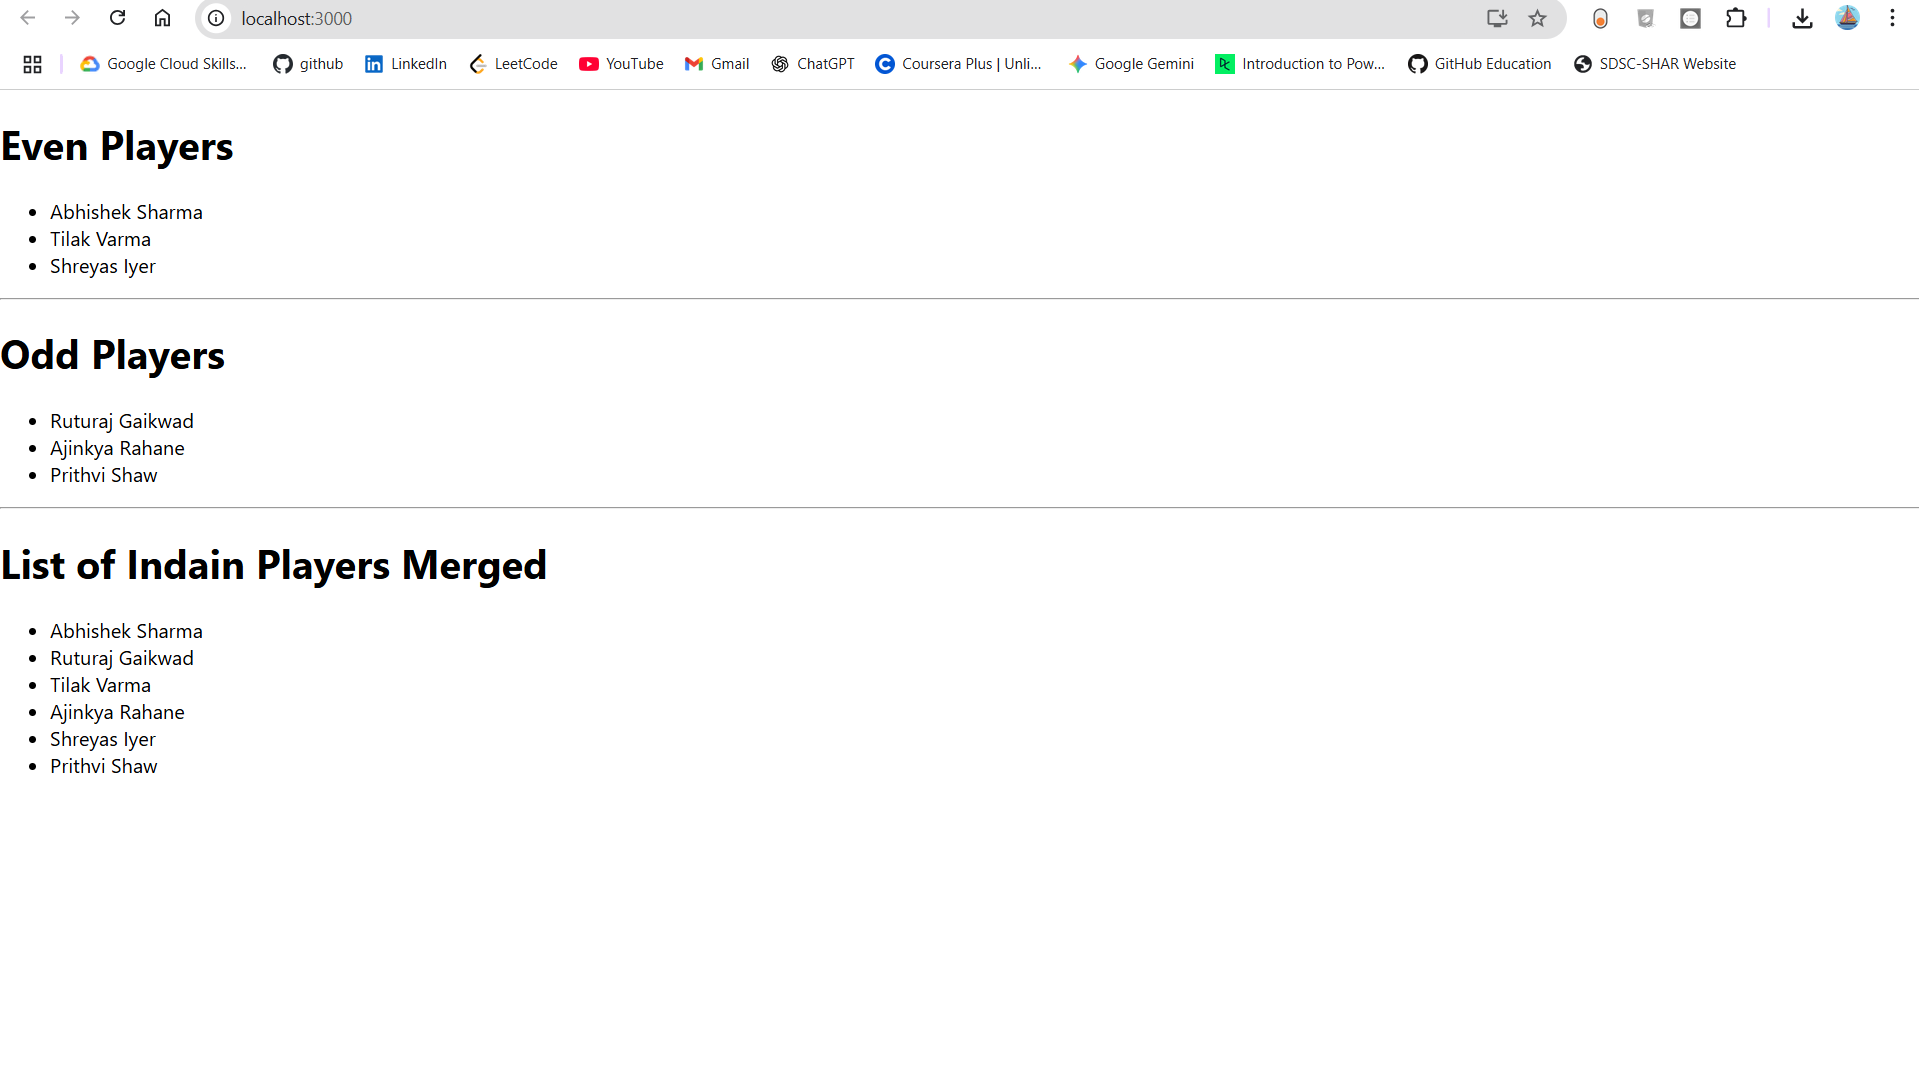 localhost:3000
Google Cloud Skills... github LinkedIn LeetCode YouTube Gmail ChatGPT Coursera Plus | Unli... Google Gemini Introduction to Pow... GitHub Education SDSC-SHAR Website
Even Players
Abhishek Sharma
Tilak Varma
Shreyas Iyer
Odd Players
Ruturaj Gaikwad
Ajinkya Rahane
Prithvi Shaw
List of Indain Players Merged
Abhishek Sharma
Ruturaj Gaikwad
Tilak Varma
Ajinkya Rahane
Shreyas Iyer
Prithvi Shaw